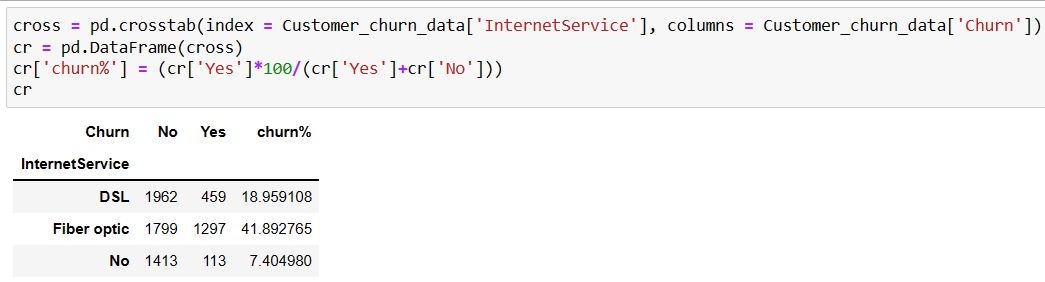 cross = pd.crosstab(index = Customer_churn_data['InternetService'], columns = Customer_churn_data['Churn'])
cr = pd.DataFrame(cross)
cr['churn%'] = (cr['Yes']*100/(cr['Yes']+cr['No']))
cr
Churn No Yes churn%
InternetService
DSL 1962 459 18.959108
Fiber optic 1799 1297 41.892765
No 1413 113 7.404980